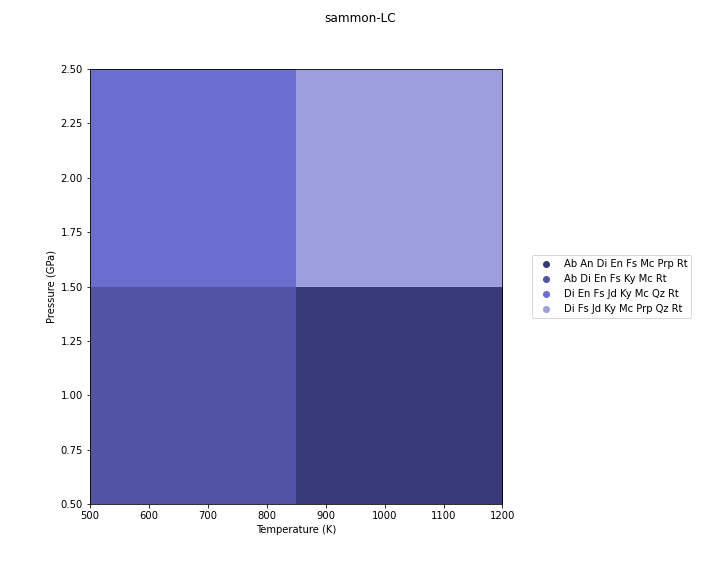 sammon-LC
2.50
2.25
2.00
1.75
1.50
1.25
1.00
0.75
0.50
Pressure (GPa)
500 600 700 800 900 1000 1100 1200
Temperature (K)
Ab An Di En Fs Mc Prp Rt
Ab Di En Fs Ky Mc Rt
Di En Fs Jd Ky Mc Qz Rt
Di Fs Jd Ky Mc Prp Qz Rt